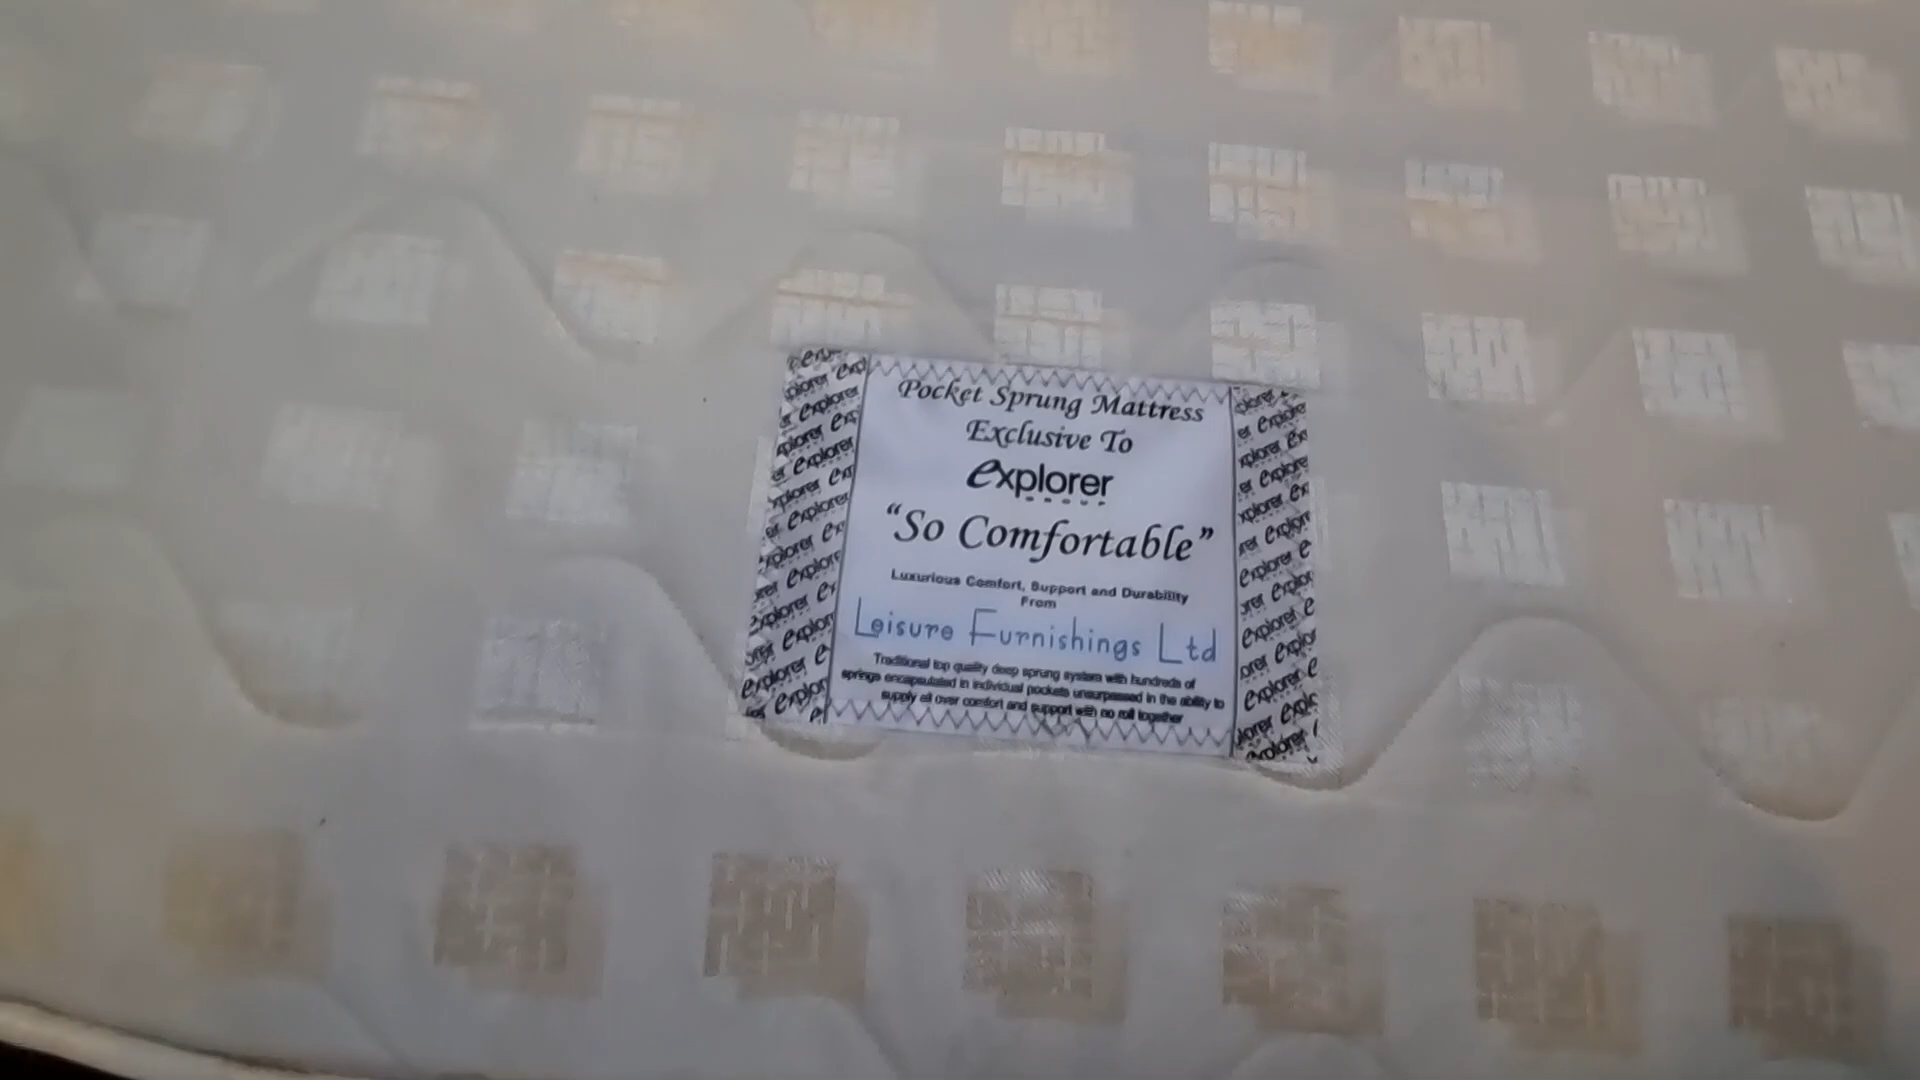 Pocket Sprung Mattress
Exclusive To
explorer
GROUP
“So Comfortable”
Luxurious Comfort, Support and Durability
From
Leisure Furnishings Ltd
Traditional top quality deep sprung system with hundreds of
springs encapsulated in individual pockets unsurpassed in the ability to
supply all over comfort and support with no roll together